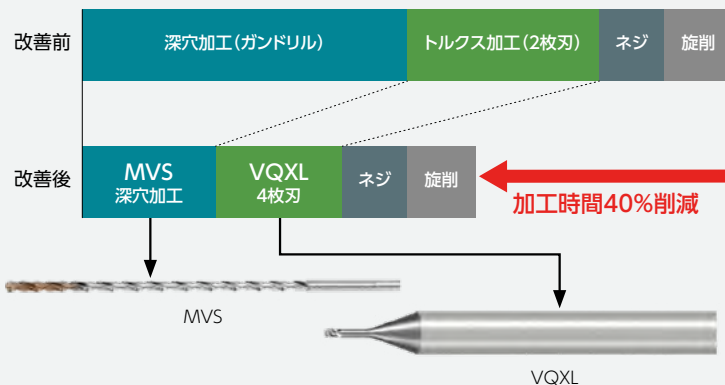 改善前
深穴加工(ガンドリル)
トルクス加工(2枚刃)
ネジ
旋削
改善後
MVS
深穴加工
VQXL
4枚刃
ネジ
旋削
加工時間40%削減
MVS
VQXL